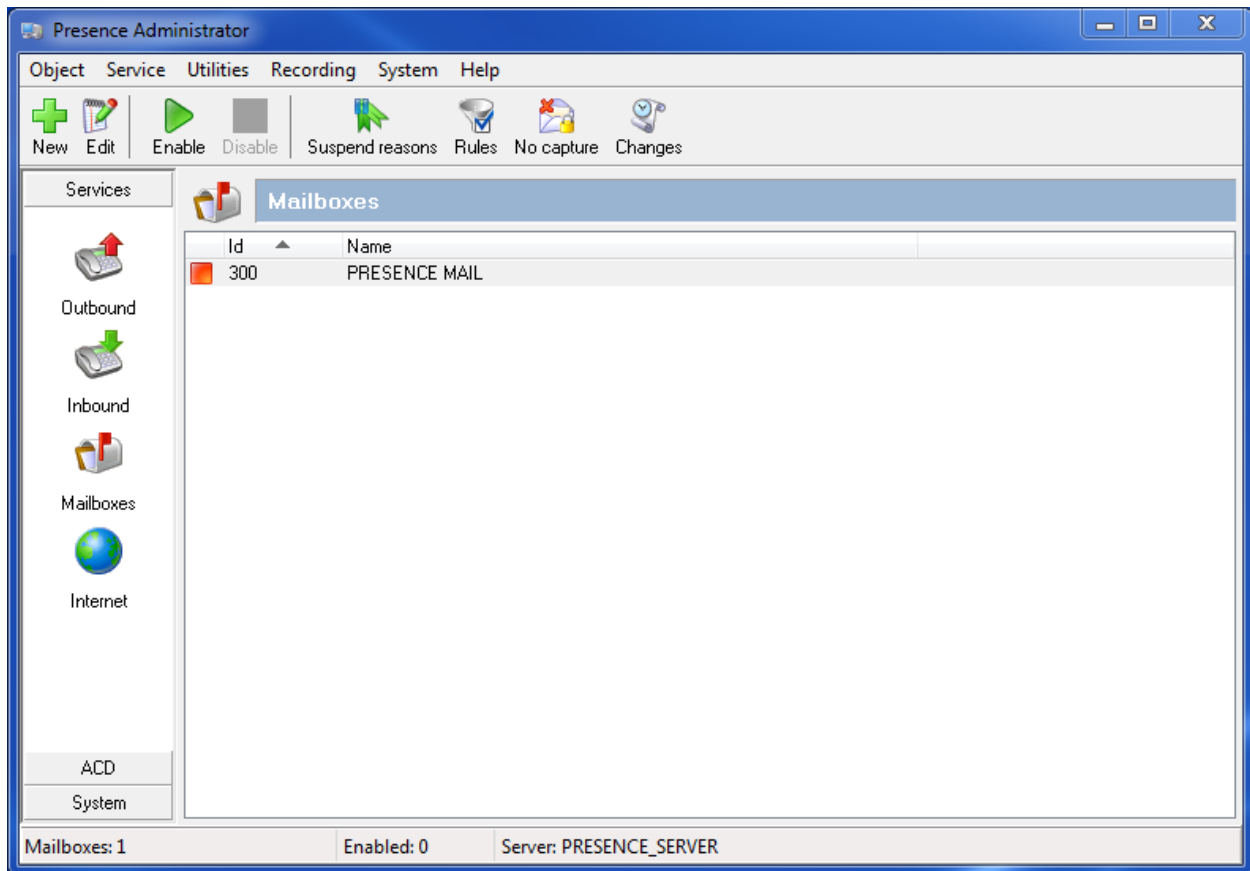 Presence Administrator
Object Service Utilities Recording System Help
New Edit Enable Disable Suspend reasons Rules No capture Changes
Services
Mailboxes
Id Name
300 PRESENCE MAIL
Outbound
Inbound
Mailboxes
Internet
ACD
System
Mailboxes: 1 Enabled: 0 Server: PRESENCE_SERVER